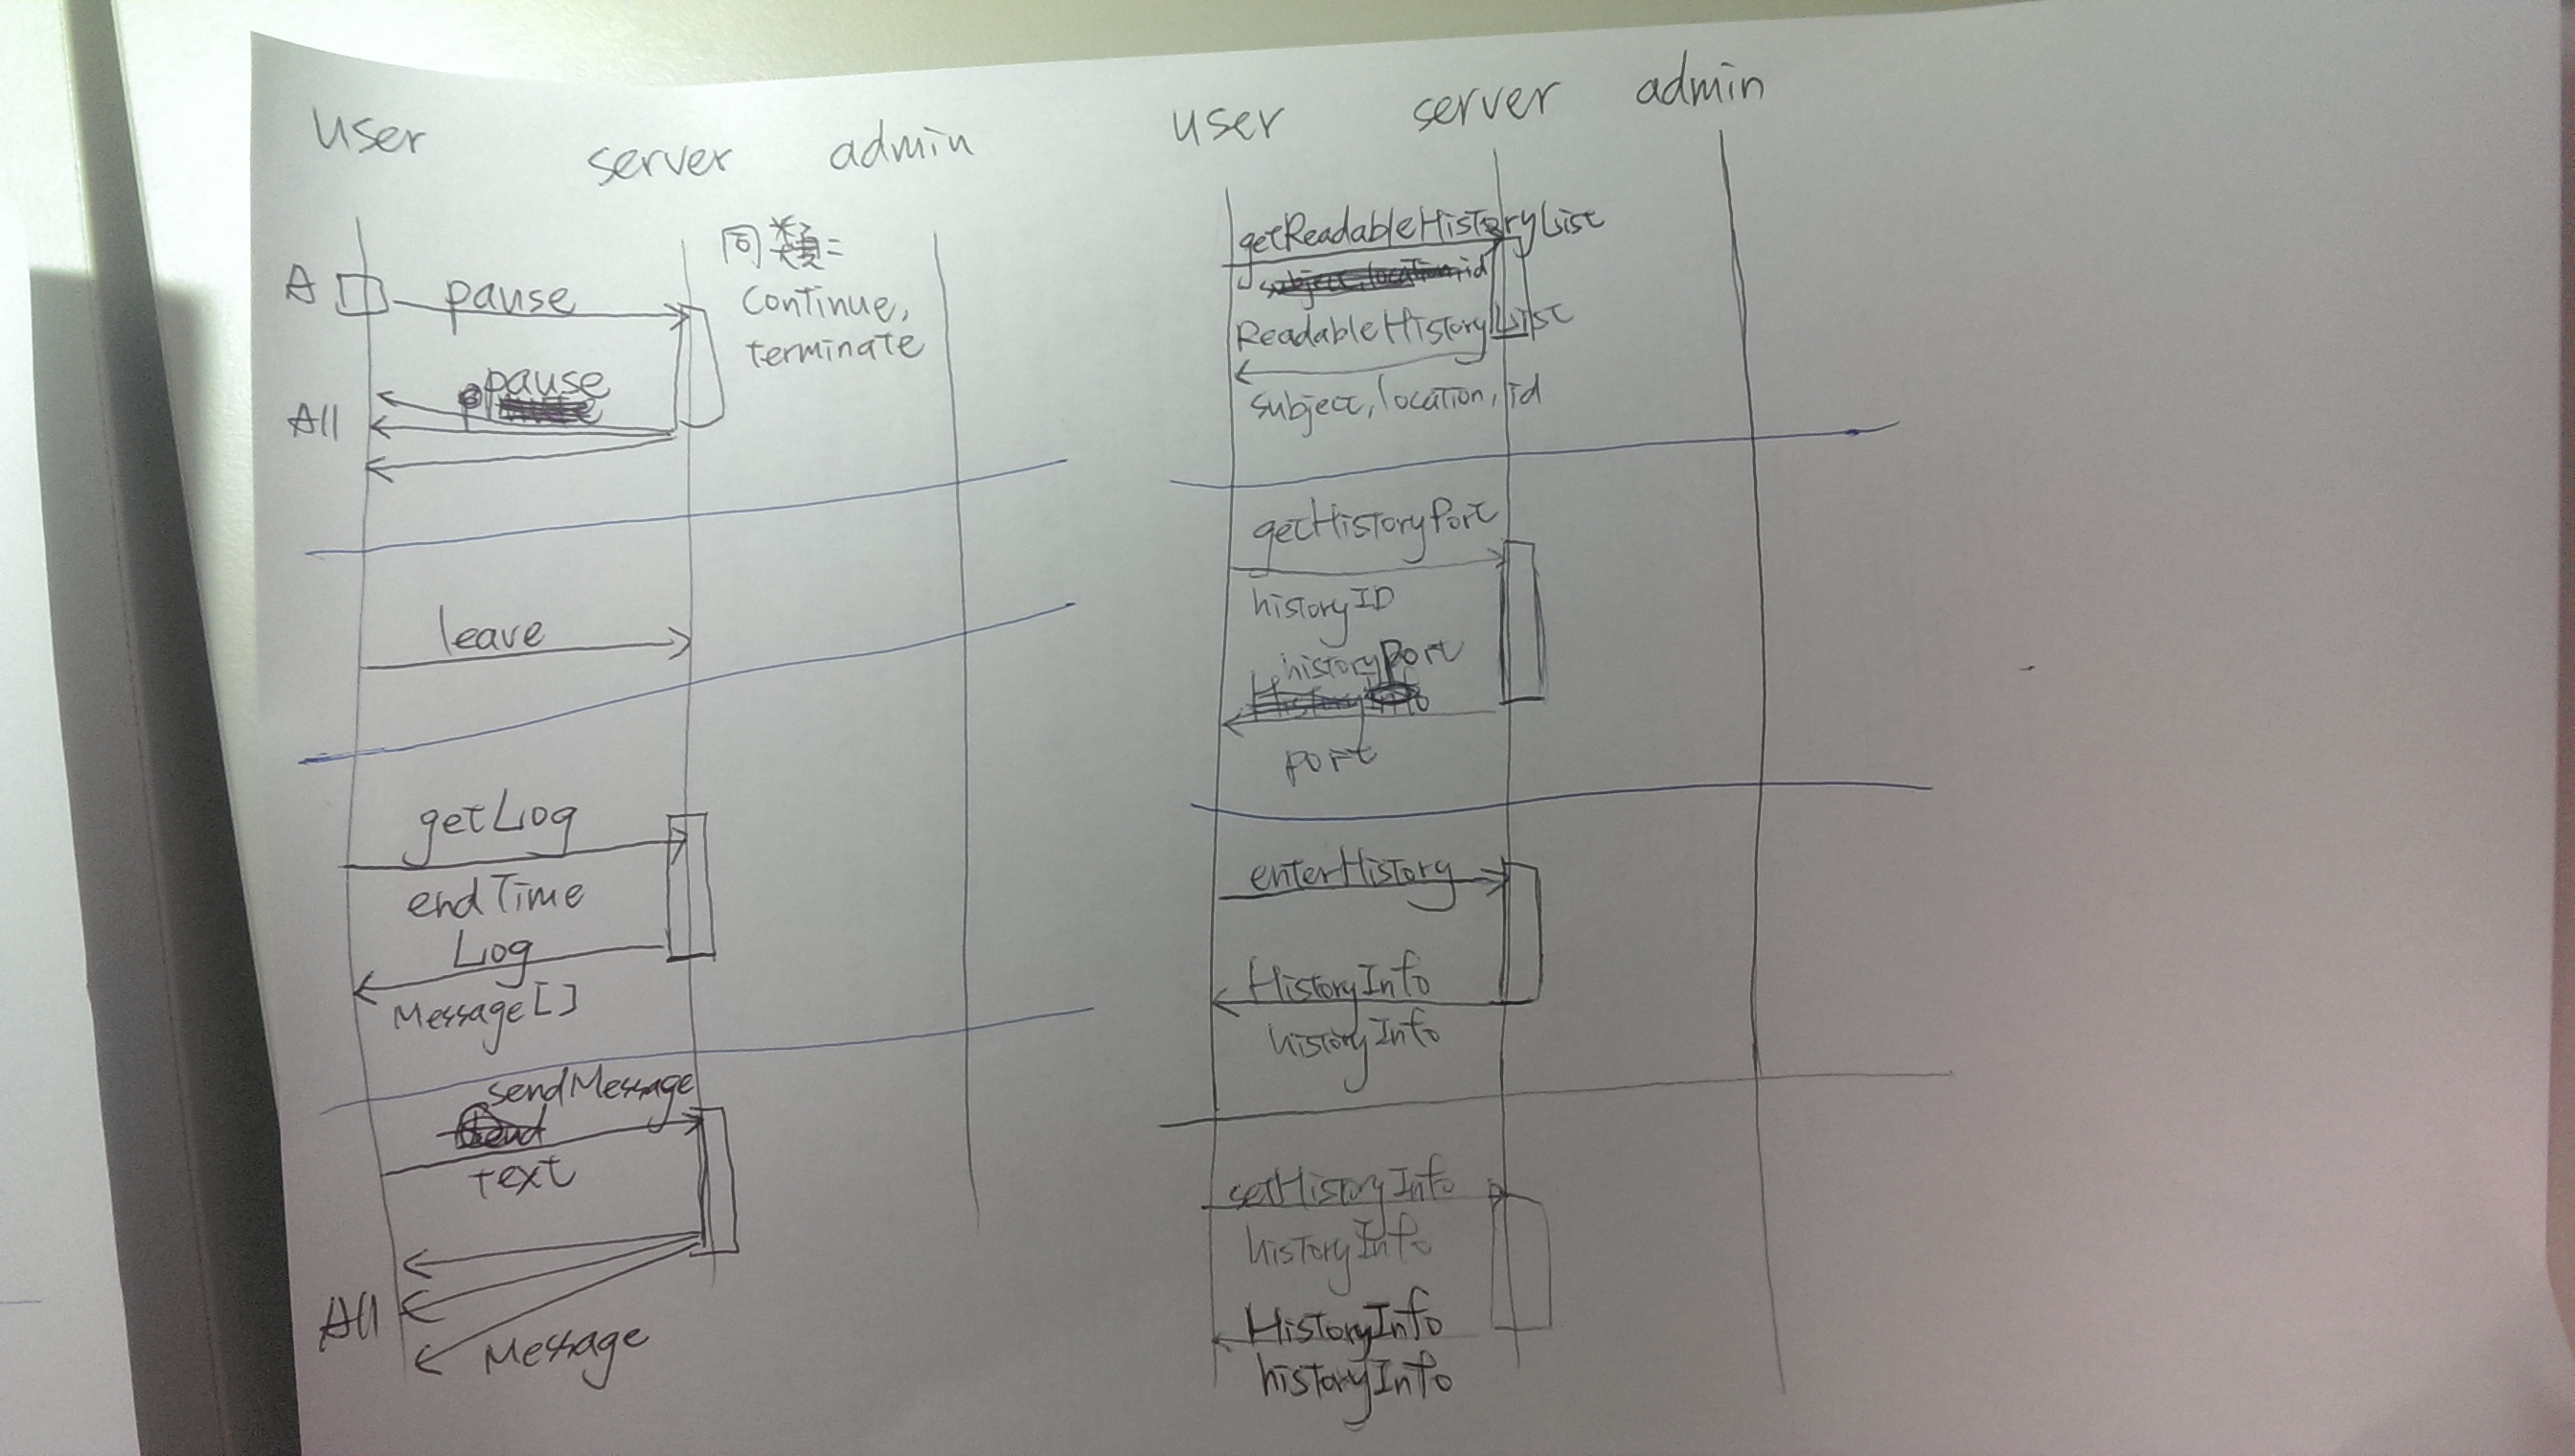 user server admin
A pause
同類:
continue,
terminate
pause
All
leave
getLog
endTime
Log
Message[]
sendMessage
text
All
Message
user server admin
getReadableHistoryList
subject, location, id
ReadableHistoryList
subject, location, id
getHistoryPort
historyID
historyPort
port
enterHistory
HistoryInfo
historyInfo
setHistoryInfo
historyInfo
HistoryInfo
historyInfo